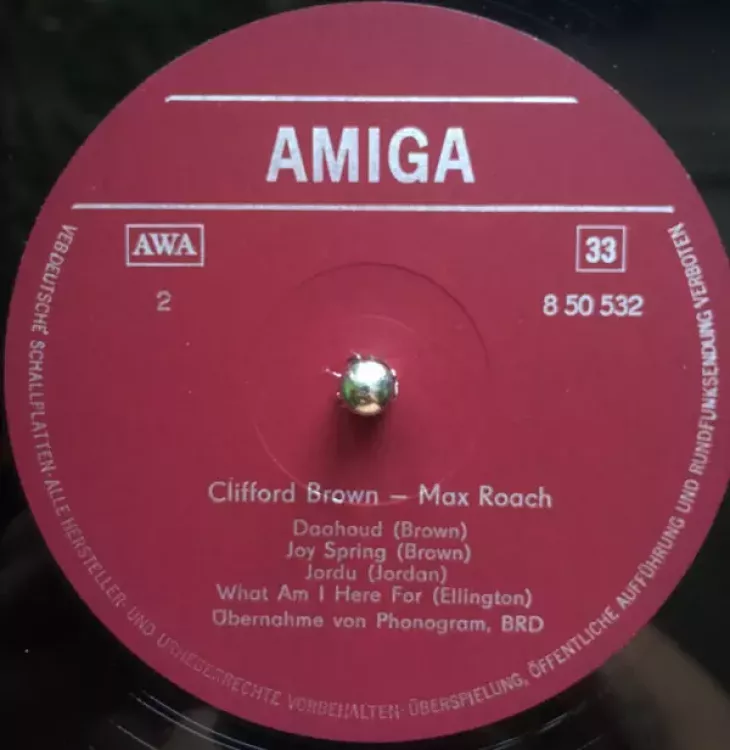 AMIGA
AWA
33
2
8 50 532
Clifford Brown – Max Roach
Daahoud (Brown)
Joy Spring (Brown)
Jordu (Jordan)
What Am I Here For (Ellington)
Übernahme von Phonogram, BRD
VEB DEUTSCHE SCHALLPLATTEN · ALLE HERSTELLER- UND URHEBERRECHTE VORBEHALTEN · ÜBERSPIELUNG, ÖFFENTLICHE AUFFÜHRUNG UND RUNDFUNKSENDUNG VERBOTEN